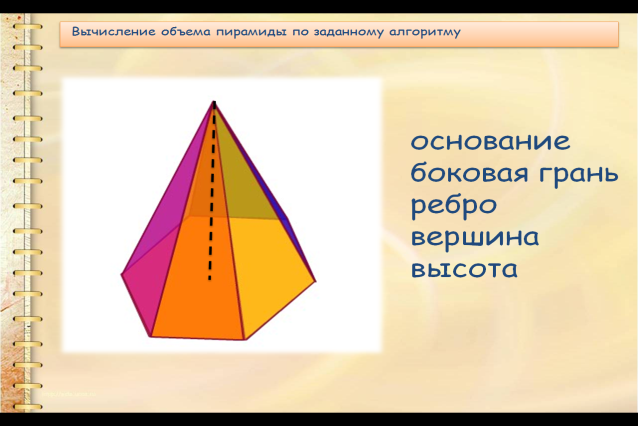 Вычисление объема пирамиды по заданному алгоритму
основание
боковая грань
ребро
вершина
высота